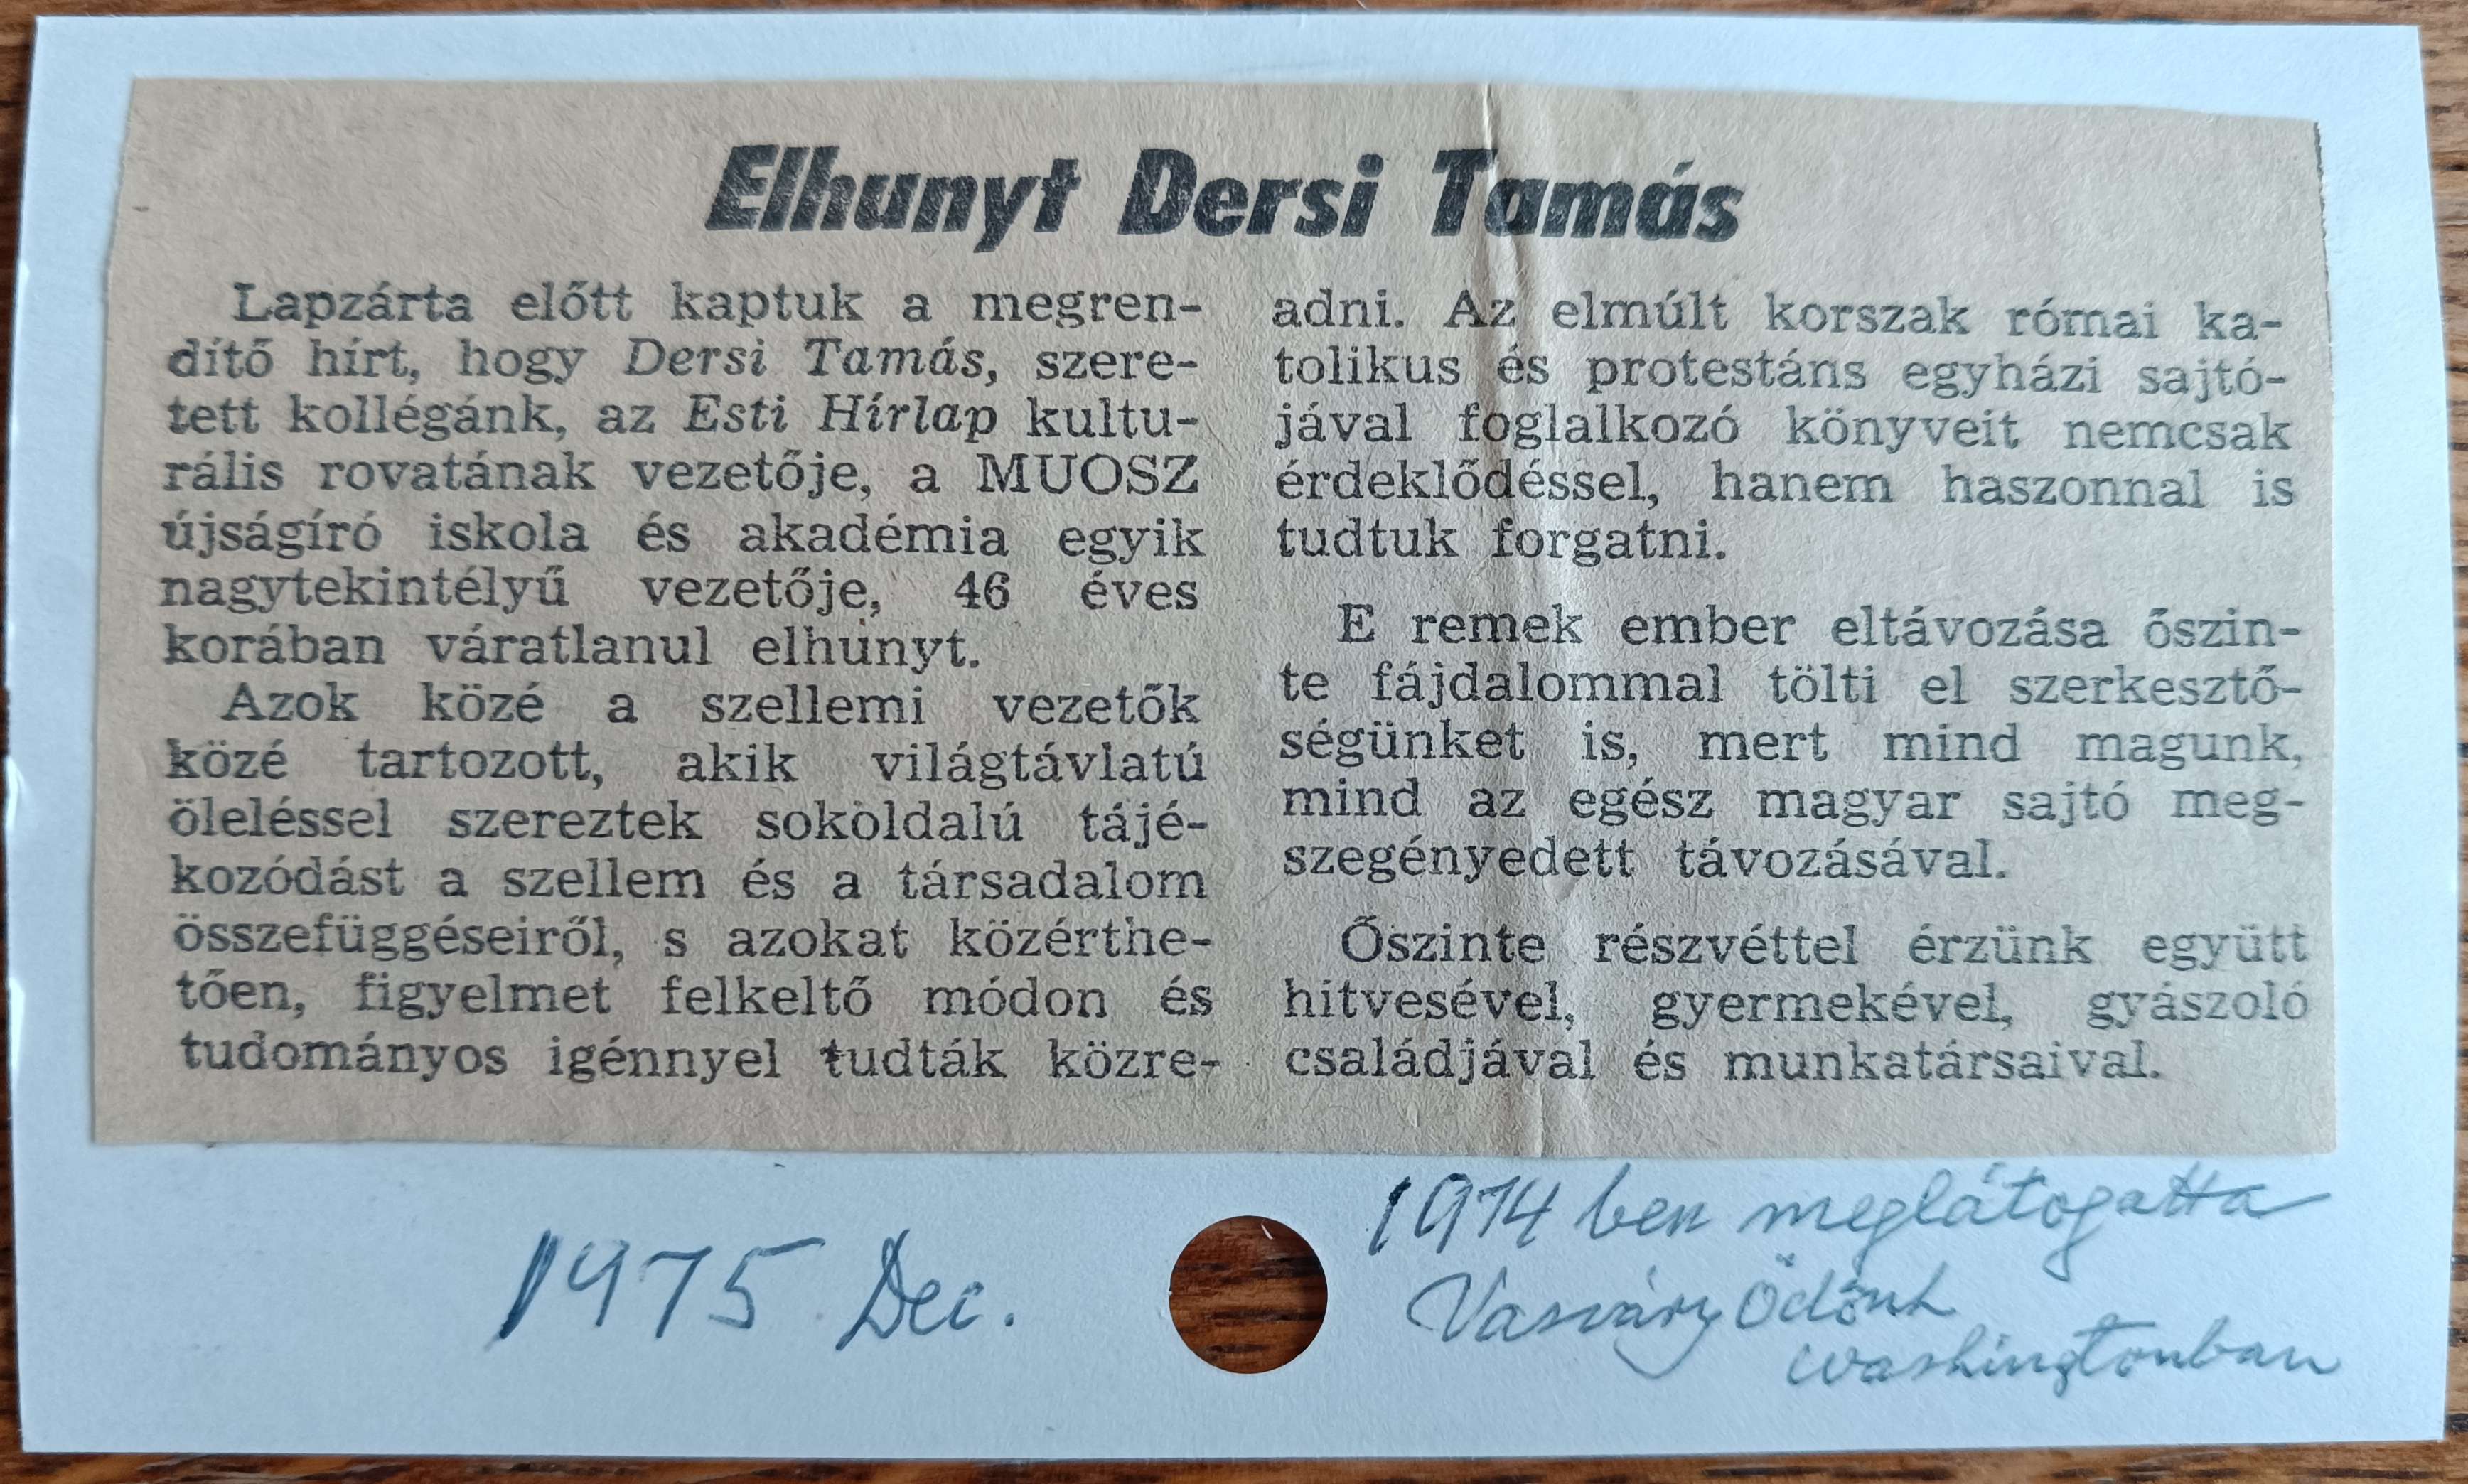 Elhunyt Dersi Tamás
Lapzárta előtt kaptuk a megren-
dítő hírt, hogy Dersi Tamás, szere-
tett kollégánk, az Esti Hírlap kultu-
rális rovatának vezetője, a MUOSZ
újságíró iskola és akadémia egyik
nagytekintélyű vezetője, 46 éves
korában váratlanul elhunyt.
Azok közé a szellemi vezetők
közé tartozott, akik világtávlatú
öleléssel szereztek sokoldalú tájé-
kozódást a szellem és a társadalom
összefüggéseiről, s azokat közérthe-
tően, figyelmet felkeltő módon és
tudományos igénnyel tudták közre-
adni. Az elmúlt korszak római ka-
tolikus és protestáns egyházi sajtó-
jával foglalkozó könyveit nemcsak
érdeklődéssel, hanem haszonnal is
tudtuk forgatni.
E remek ember eltávozása őszin-
te fájdalommal tölti el szerkesztő-
ségünket is, mert mind magunk,
mind az egész magyar sajtó meg-
szegényedett távozásával.
Őszinte részvéttel érzünk együtt
hitvesével, gyermekével, gyászoló
családjával és munkatársaival.
1975 Dec.
1974 ben meglátogatta
Vasváry Ödönt
washingtonban